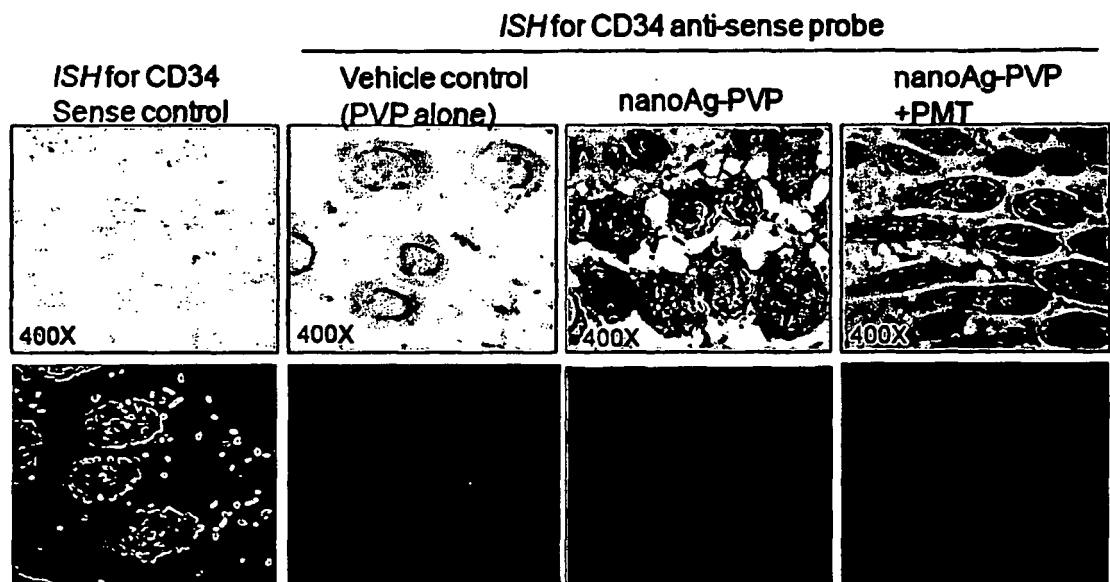 ISH for CD34 anti-sense probe
ISH for CD34
Sense control
Vehicle control
(PVP alone)
nanoAg-PVP
nanoAg-PVP
+PMT
400X
400X
400X
400X